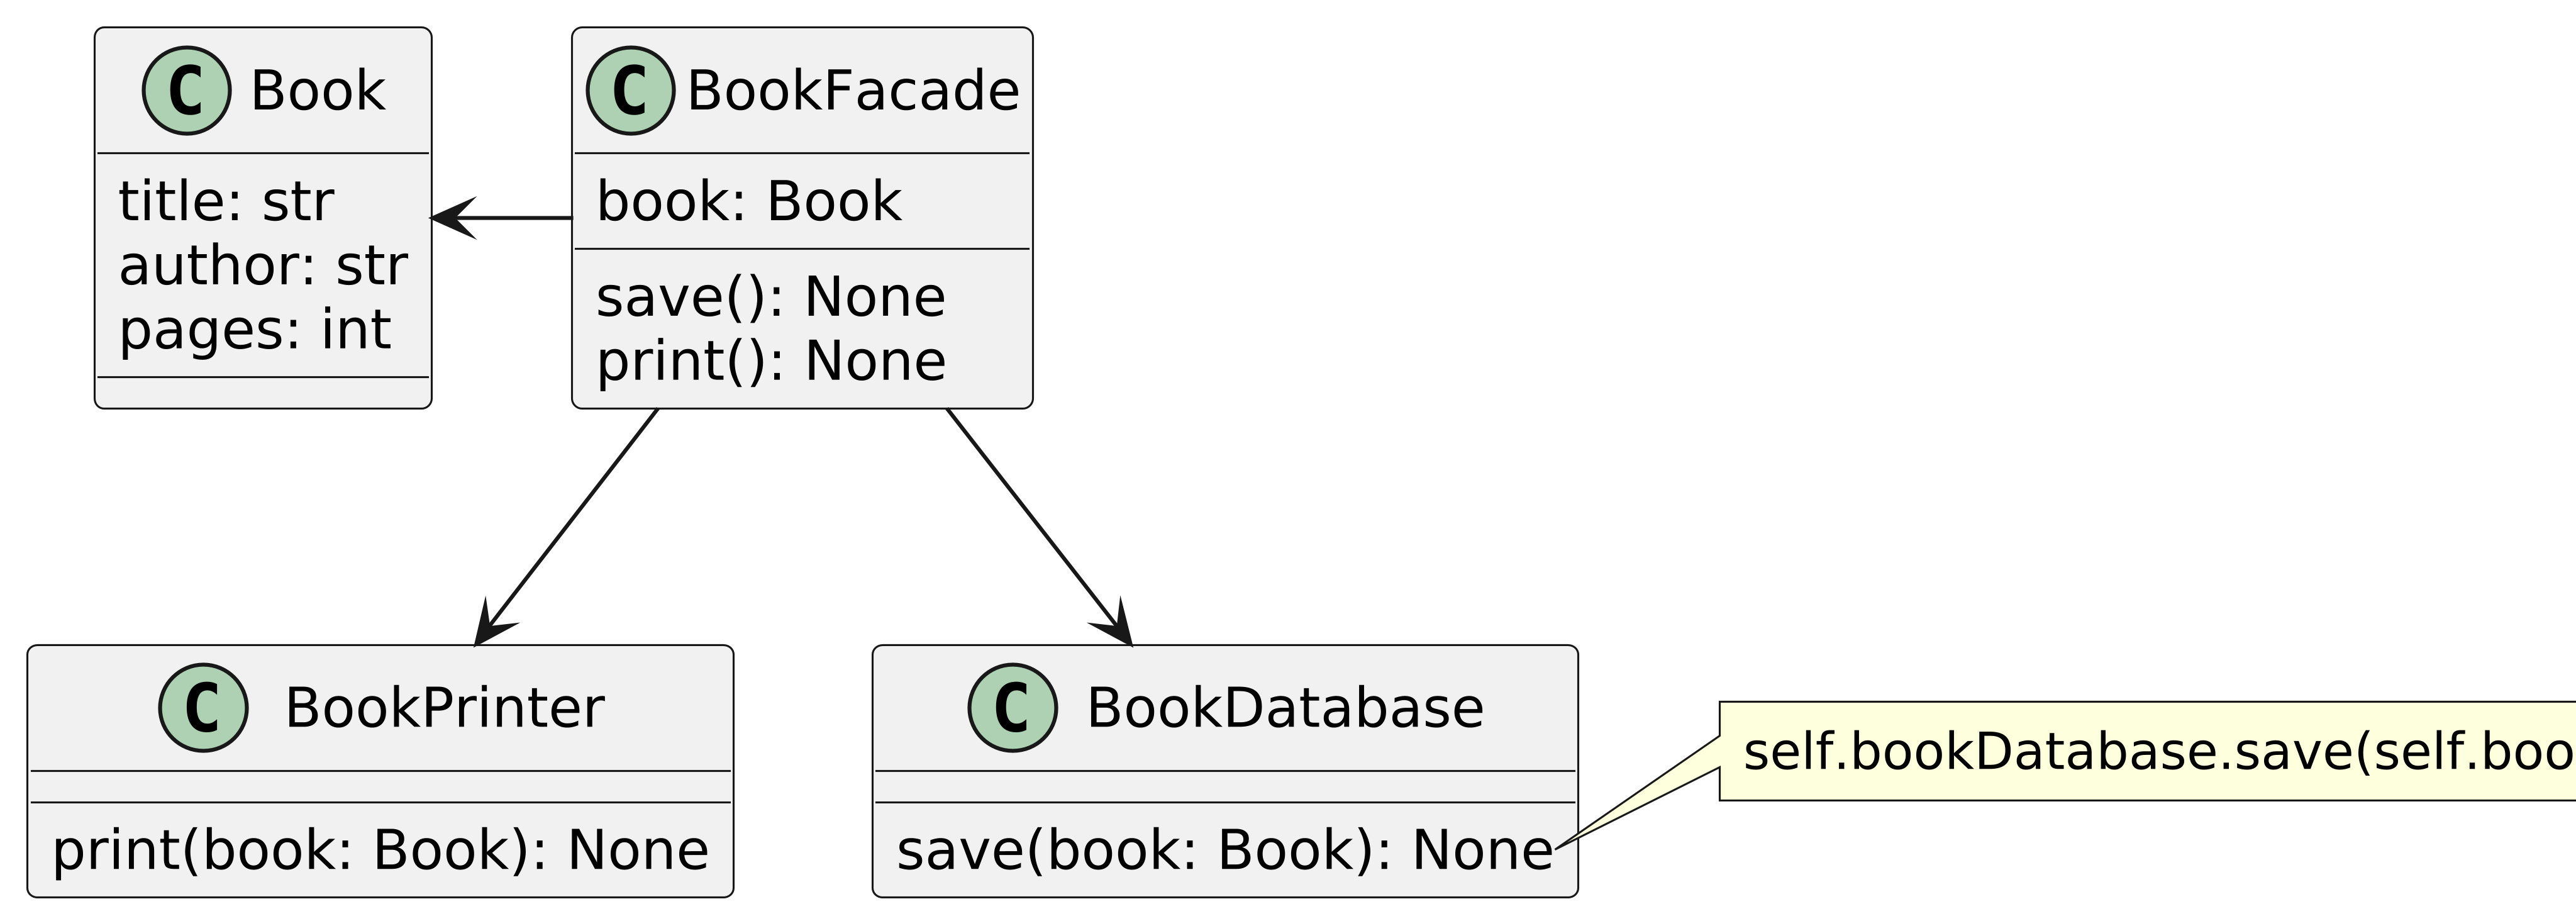 C Book
title: str
author: str
pages: int
C BookFacade
book: Book
save(): None
print(): None
C BookPrinter
print(book: Book): None
C BookDatabase
save(book: Book): None
self.bookDatabase.save(self.boo